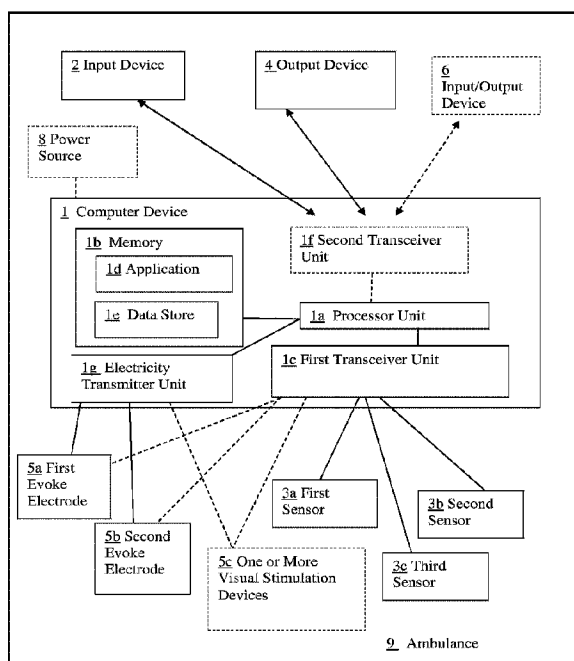 2 Input Device
4 Output Device
6
Input/Output
Device
8 Power
Source
1 Computer Device
1b Memory
1d Application
1e Data Store
1f Second Transceiver
Unit
1a Processor Unit
1g Electricity
Transmitter Unit
1c First Transceiver Unit
5a First
Evoke
Electrode
5b Second
Evoke
Electrode
5c One or More
Visual Stimulation
Devices
3a First
Sensor
3b Second
Sensor
3c Third
Sensor
9 Ambulance